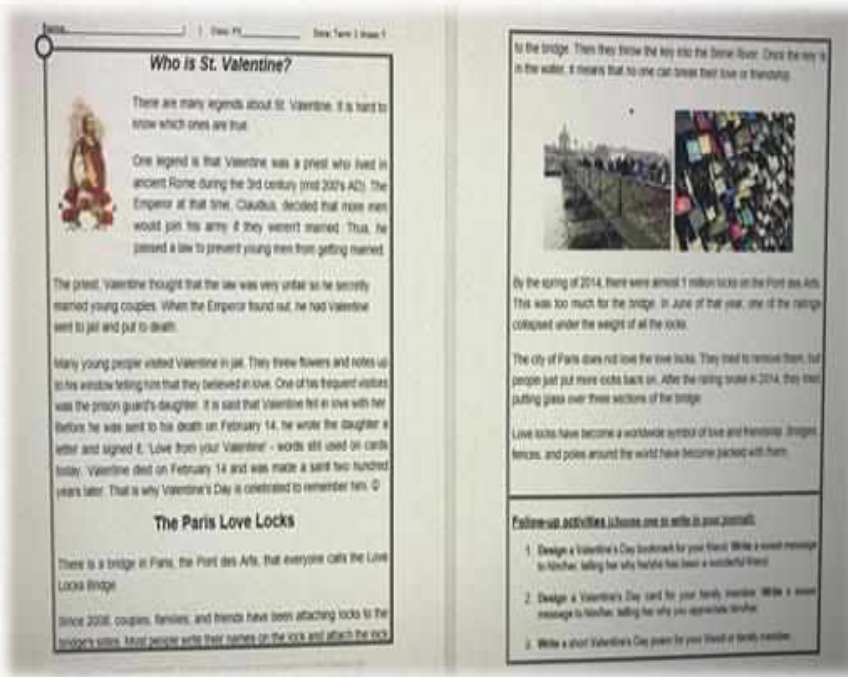 Name
Date: Term 2 Week 7
Who is St. Valentine?
There are many legends about St. Valentine. It is hard to
know which ones are true.
One legend is that Valentine was a priest who lived in
ancient Rome during the 3rd century (mid 200's AD). The
Emperor at that time, Claudius, decided that more men
would join his army if they weren't married. Thus, he
passed a law to prevent young men from getting married.
The priest, Valentine thought that the law was very unfair so he secretly
married young couples. When the Emperor found out, he had Valentine
sent to jail and put to death.
Many young people visited Valentine in jail. They threw flowers and notes up
to his window telling him that they believed in love. One of his frequent visitors
was the prison guard's daughter. It is said that Valentine fell in love with her.
Before he was sent to his death on February 14, he wrote the daughter a
letter and signed it, 'Love from your Valentine' - words still used on cards
today. Valentine died on February 14 and was made a saint two hundred
years later. That is why Valentine's Day is celebrated to remember him. ☺
The Paris Love Locks
There is a bridge in Paris, the Pont des Arts, that everyone calls the Love
Locks Bridge.
Since 2008, couples, families, and friends have been attaching locks to the
bridge's sides. Most people write their names on the lock and attach the lock
to the bridge. Then they throw the key into the Seine River. Once the key is
in the water, it means that no one can break their love or friendship.
By the spring of 2014, there were almost 1 million locks on the Pont des Arts.
This was too much for the bridge. In June of that year, one of the railings
collapsed under the weight of all the locks.
The city of Paris does not love the love locks. They tried to remove them, but
people just put more locks back on. After the railing broke in 2014, they tried
putting glass over three sections of the bridge.
Love locks have become a worldwide symbol of love and friendship. Bridges,
fences, and poles around the world have become packed with them.
Follow-up activities (choose one to write in your journal):
1. Design a Valentine's Day bookmark for your friend. Write a sweet message
to him/her, telling her why he/she has been a wonderful friend.
2. Design a Valentine's Day card for your family member. Write a sweet
message to him/her, telling her why you appreciate him/her.
3. Write a short Valentine's Day poem for your friend or family member.